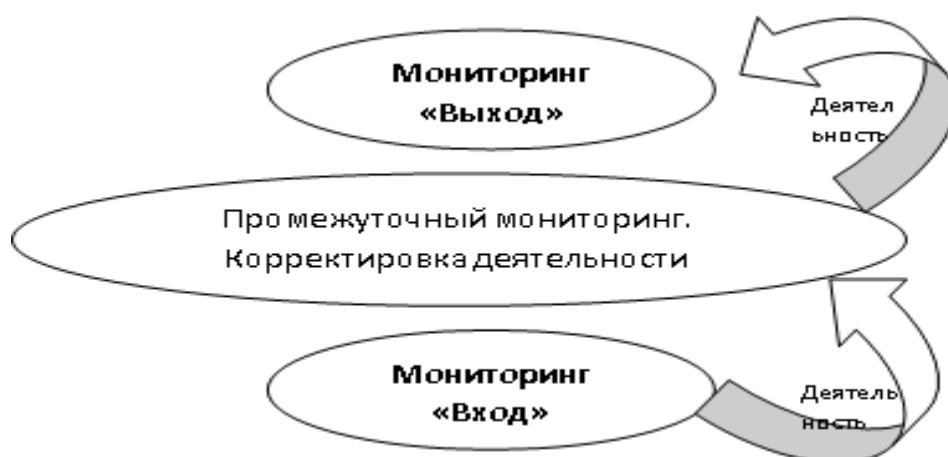 Мониторинг
«Выход»
Деятел
ьность
Промежуточный мониторинг.
Корректировка деятельности
Мониторинг
«Вход»
Деятель
ность